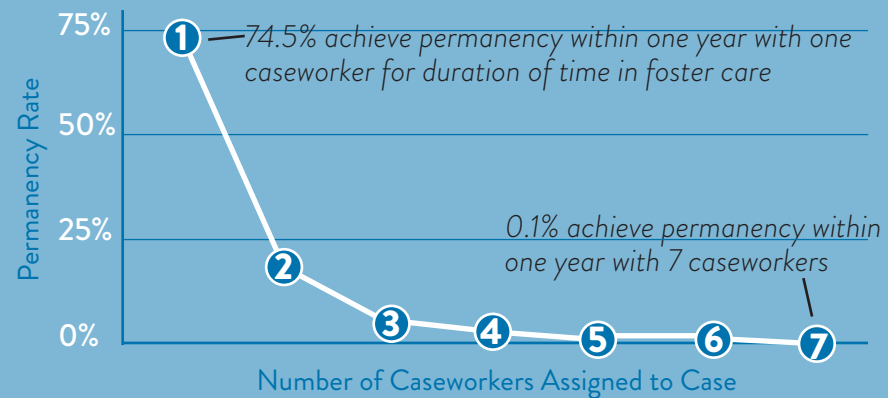 75%
1
74.5% achieve permanency within one year with one
caseworker for duration of time in foster care
Permanency Rate
50%
25%
0.1% achieve permanency within
one year with 7 caseworkers
2
3
4
5
6
7
0%
Number of Caseworkers Assigned to Case